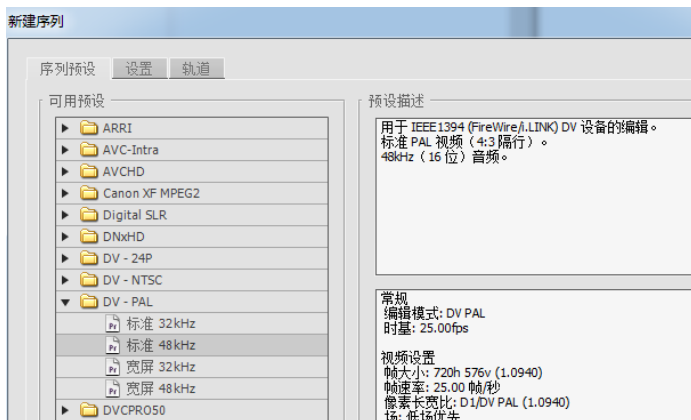 新建序列
序列预设 设置 轨道
可用预设
ARRI
AVC-Intra
AVCHD
Canon XF MPEG2
Digital SLR
DNxHD
DV - 24P
DV - NTSC
DV - PAL
标准 32kHz
标准 48kHz
宽屏 32kHz
宽屏 48kHz
DVCPRO50
预设描述
用于 IEEE1394 (FireWire/i.LINK) DV 设备的编辑。
标准 PAL 视频（4:3 隔行）。
48kHz（16 位）音频。
常规
编辑模式: DV PAL
时基: 25.00fps
视频设置
帧大小: 720h 576v (1.0940)
帧速率: 25.00 帧/秒
像素长宽比: D1/DV PAL (1.0940)
场: 低场优先